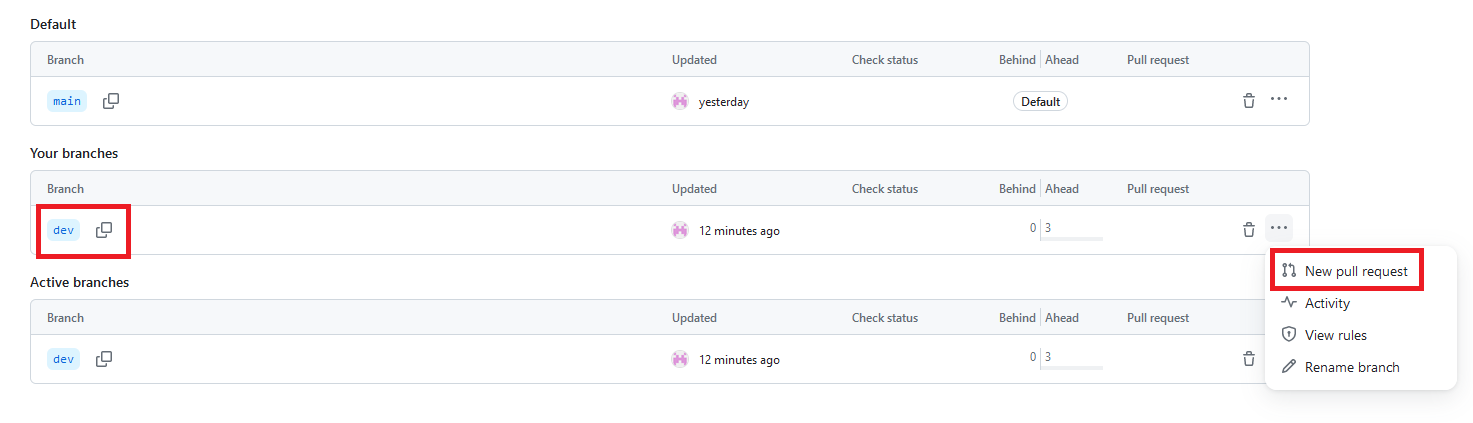 Default
Branch Updated Check status Behind Ahead Pull request
main yesterday Default
Your branches
Branch Updated Check status Behind Ahead Pull request
dev 12 minutes ago 0 3
New pull request
Active branches
Activity
Branch Updated Check status Behind Ahead Pull request
View rules
dev 12 minutes ago 0 3
Rename branch